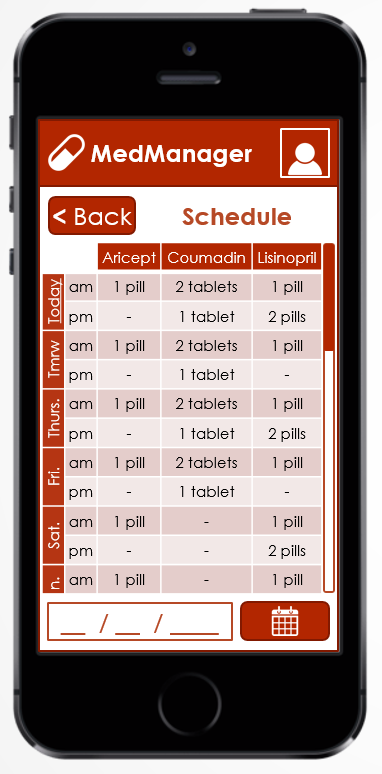 MedManager
< Back Schedule
Aricept Coumadin Lisinopril
Today am 1 pill 2 tablets 1 pill
pm - 1 tablet 2 pills
Tmrw am 1 pill 2 tablets 1 pill
pm - 1 tablet -
Thurs. am 1 pill 2 tablets 1 pill
pm - 1 tablet 2 pills
Fri. am 1 pill 2 tablets 1 pill
pm - 1 tablet -
Sat. am 1 pill - 1 pill
pm - - 2 pills
n. am 1 pill - 1 pill
__ / __ / ____